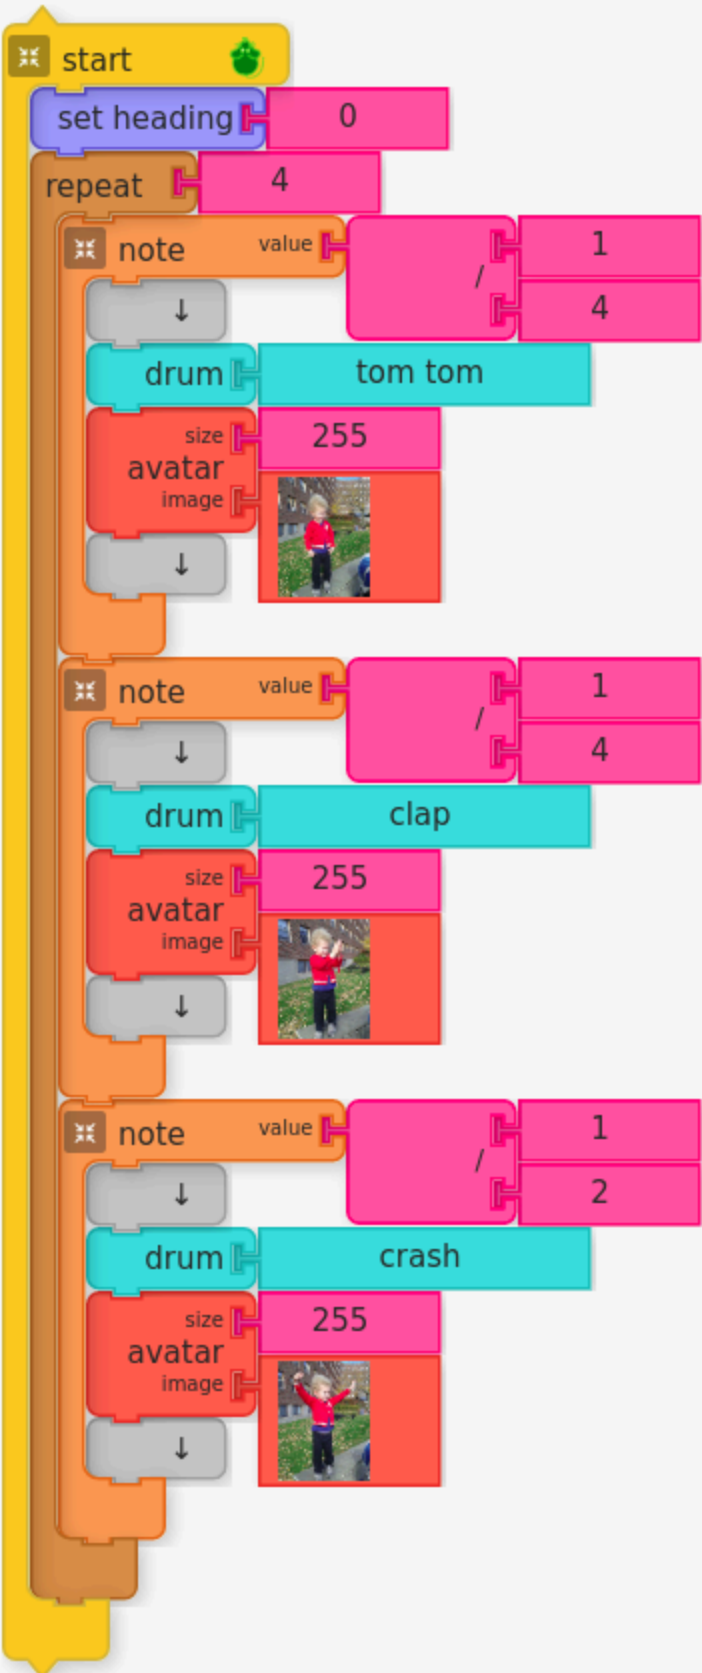 start
set heading 0
repeat 4
note value / 1
4
↓
drum tom tom
size 255
avatar
image
↓
note value / 1
4
↓
drum clap
size 255
avatar
image
↓
note value / 1
2
↓
drum crash
size 255
avatar
image
↓